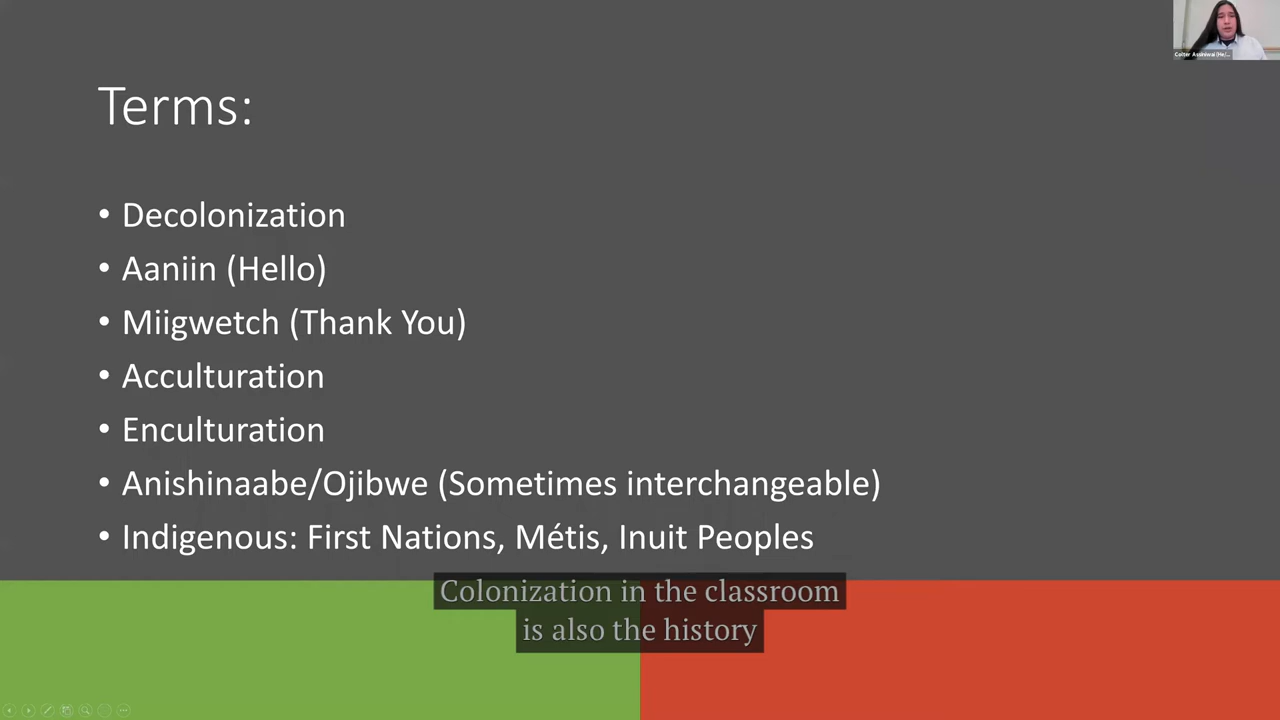 Terms:
• Decolonization
• Aaniin (Hello)
• Miigwetch (Thank You)
• Acculturation
• Enculturation
• Anishinaabe/Ojibwe (Sometimes interchangeable)
• Indigenous: First Nations, Métis, Inuit Peoples
Colonization in the classroom
is also the history